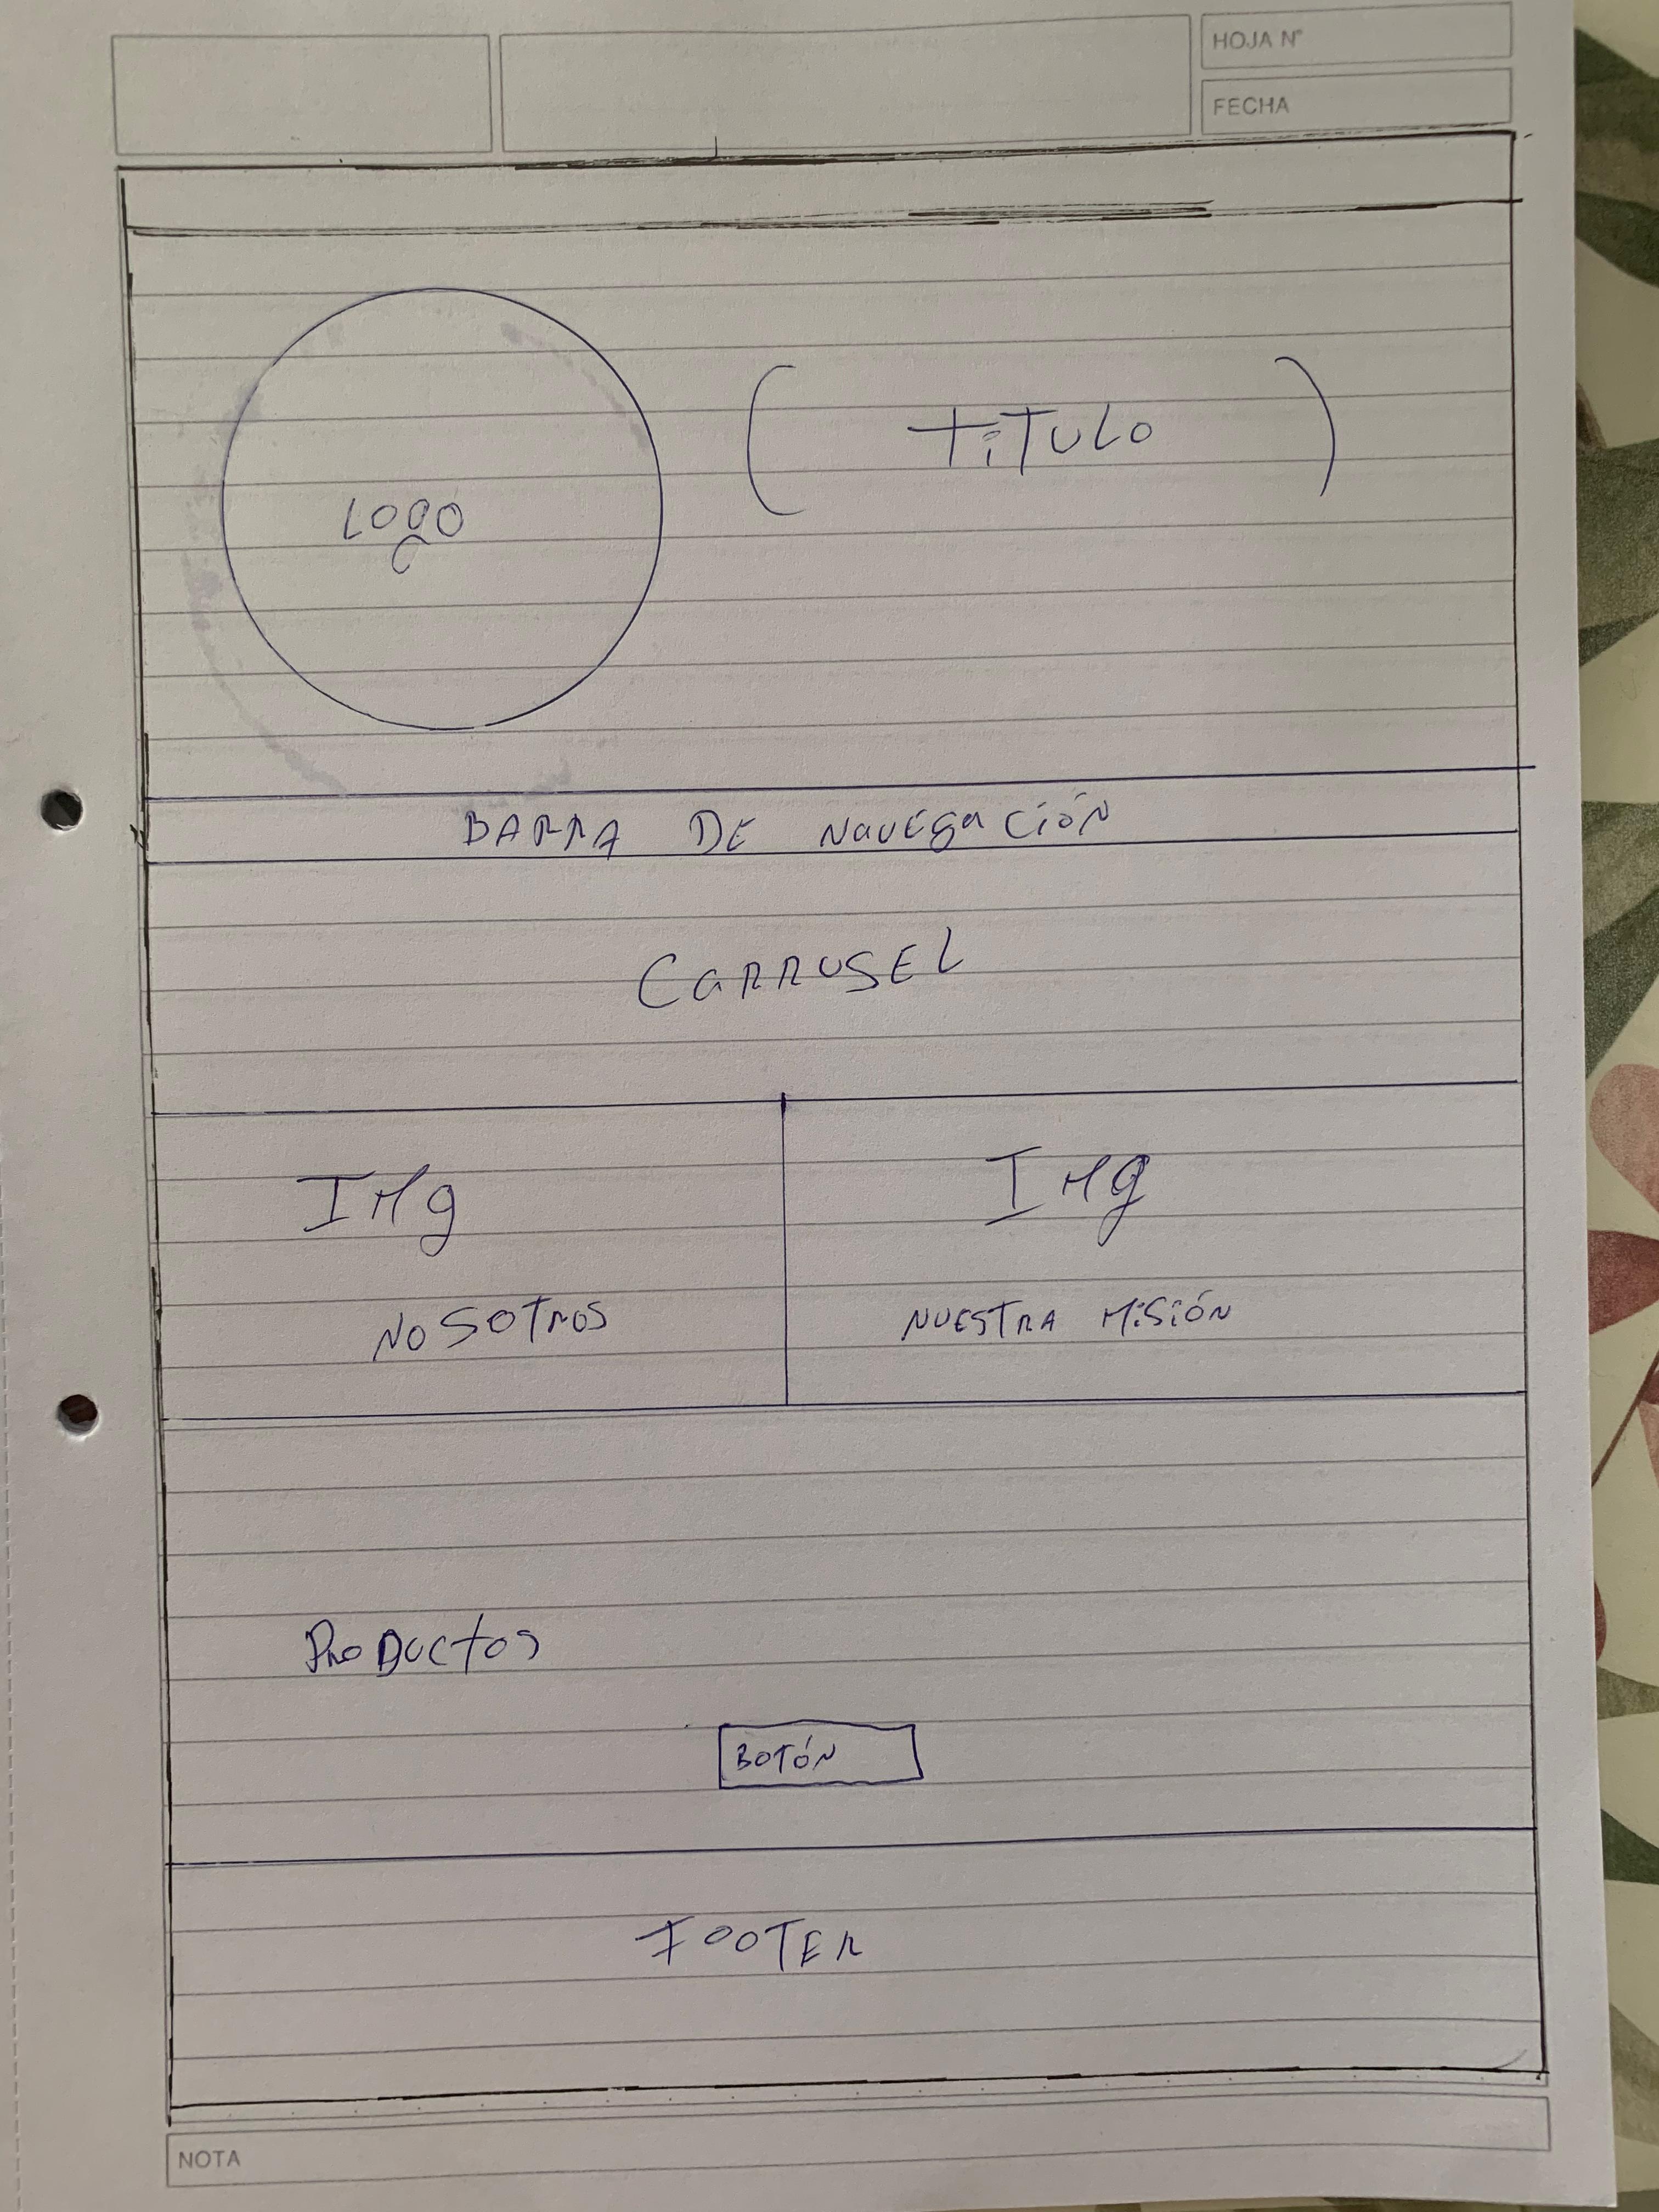 HOJA N°
FECHA
LOGO
( TiTULO )
BARRA DE NavEgaCióN
CaRRUSEL
IMg
IMg
NOSOTROS
NUESTRA MiSióN
PRODUCtos
BOTóN
FOOTER
NOTA